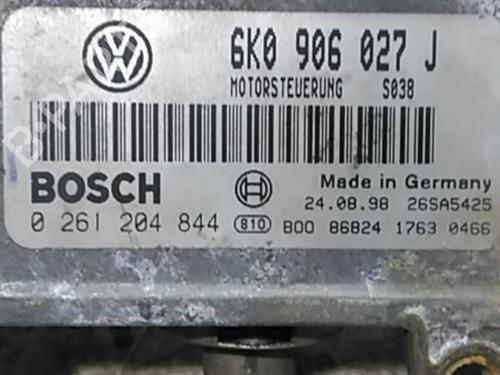 6K0 906 027 J
MOTORSTEUERUNG S038
BOSCH
Made in Germany
24.08.98 26SA5425
0 261 204 844 810 B00 86824 1763 0466
B-PARTS